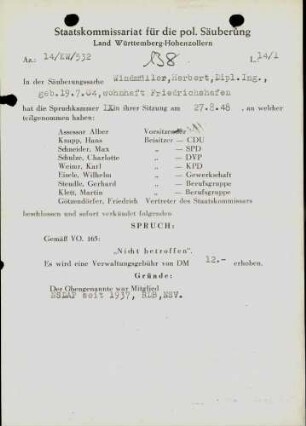 Staatskommissariat für die pol. Säuberung
Land Württemberg-Hohenzollern
Az.: 14/KW/532 138 L 14/1
In der Säuberungssache Windmiler, Herbert, Dipl.Ing.,
geb.19.7.04, wohnhaft Friedrichshafen
hat die Spruchkammer IX in ihrer Sitzung am 27.8.48, an welcher
teilgenommen haben:
Assessor Alber Vorsitzender
Knapp, Hans Beisitzer — CDU
Schneider, Max — SPD
Schulze, Charlotte — DVP
Weimr, Karl — KPD
Eisele, Wilhelm — Gewerkschaft
Stendle, Gerhard — Berufsgruppe
Klett, Martin — Berufsgruppe
Götzendörfer, Friedrich Vertreter des Staatskommissars
beschlossen und sofort verkündet folgenden
SPRUCH:
Gemäß VO. 165:
„Nicht betroffen".
Es wird eine Verwaltungsgebühr von DM 12.- erhoben.
Gründe:
Der Obengenannte war Mitglied
NSDAP seit 1937, RLB, NSV.